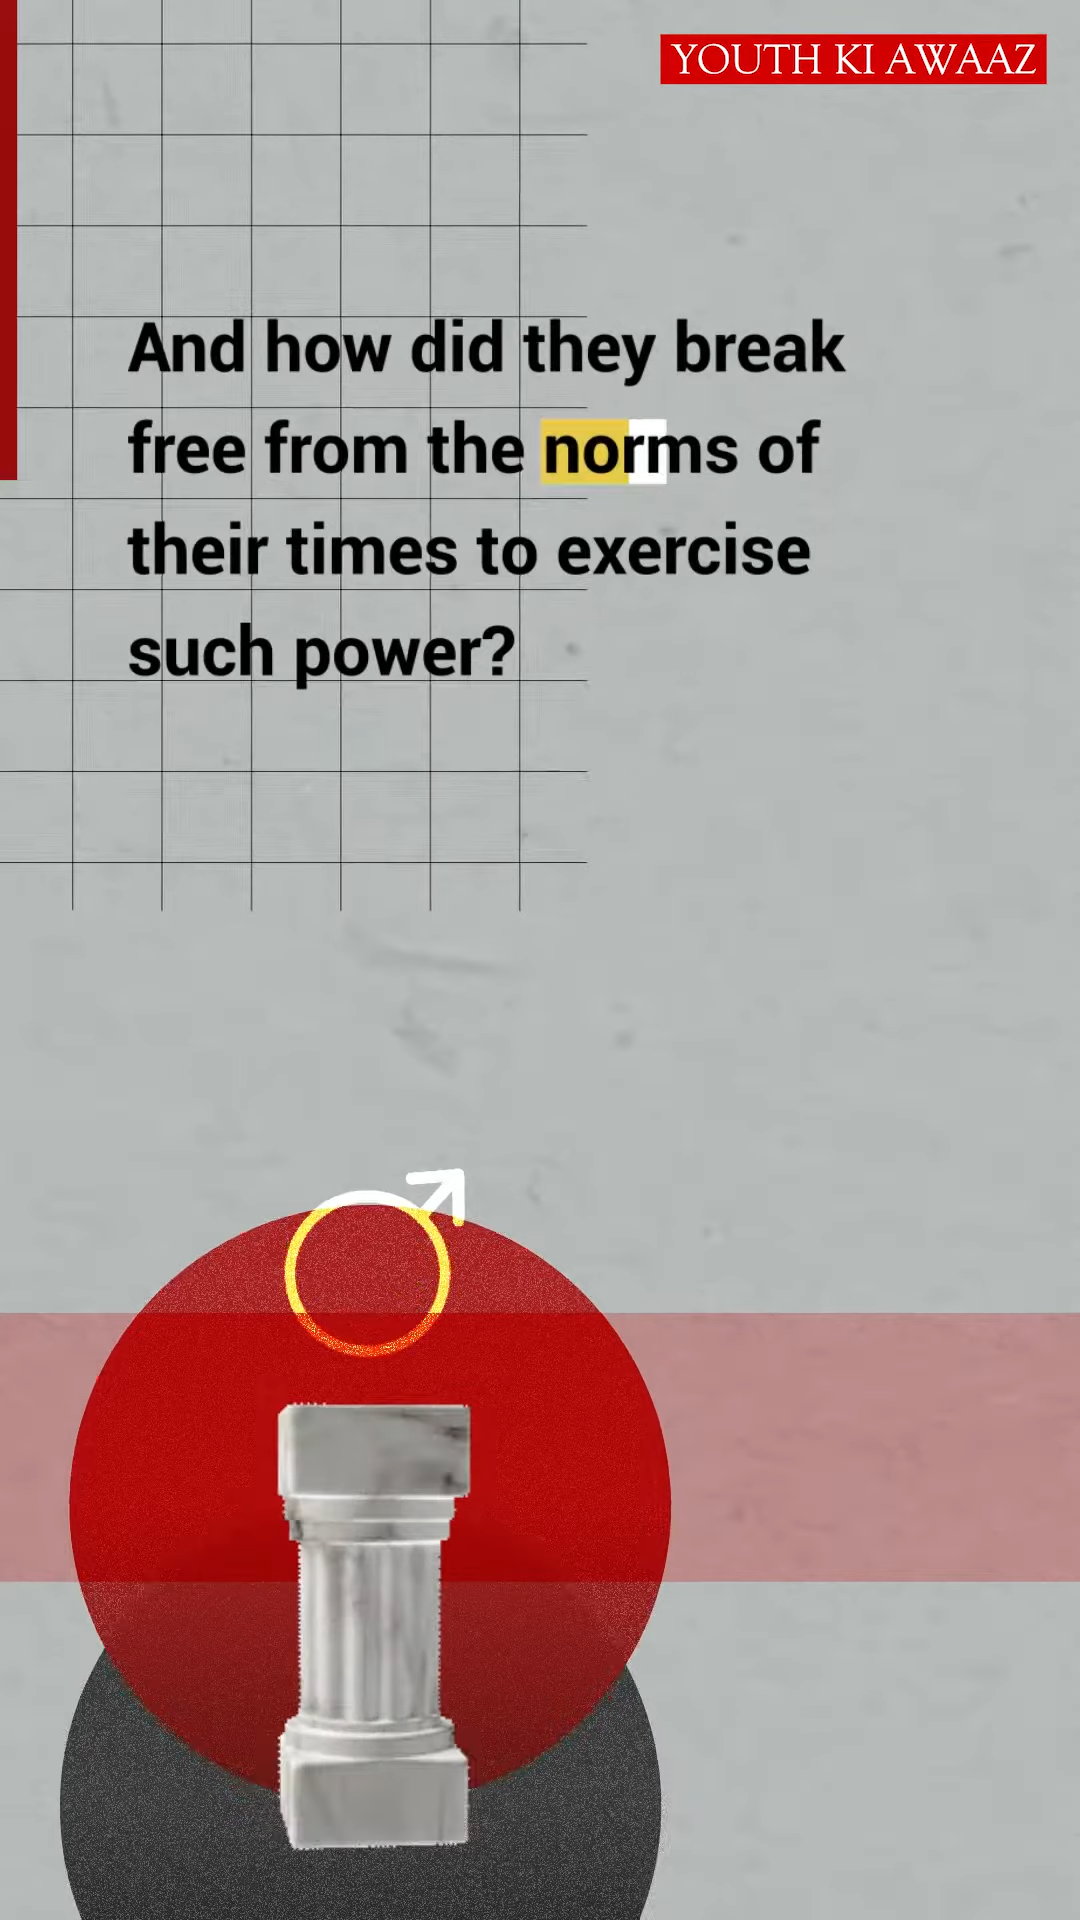 YOUTH KI AWAAZ
And how did they break
free from the norms of
their times to exercise
such power?